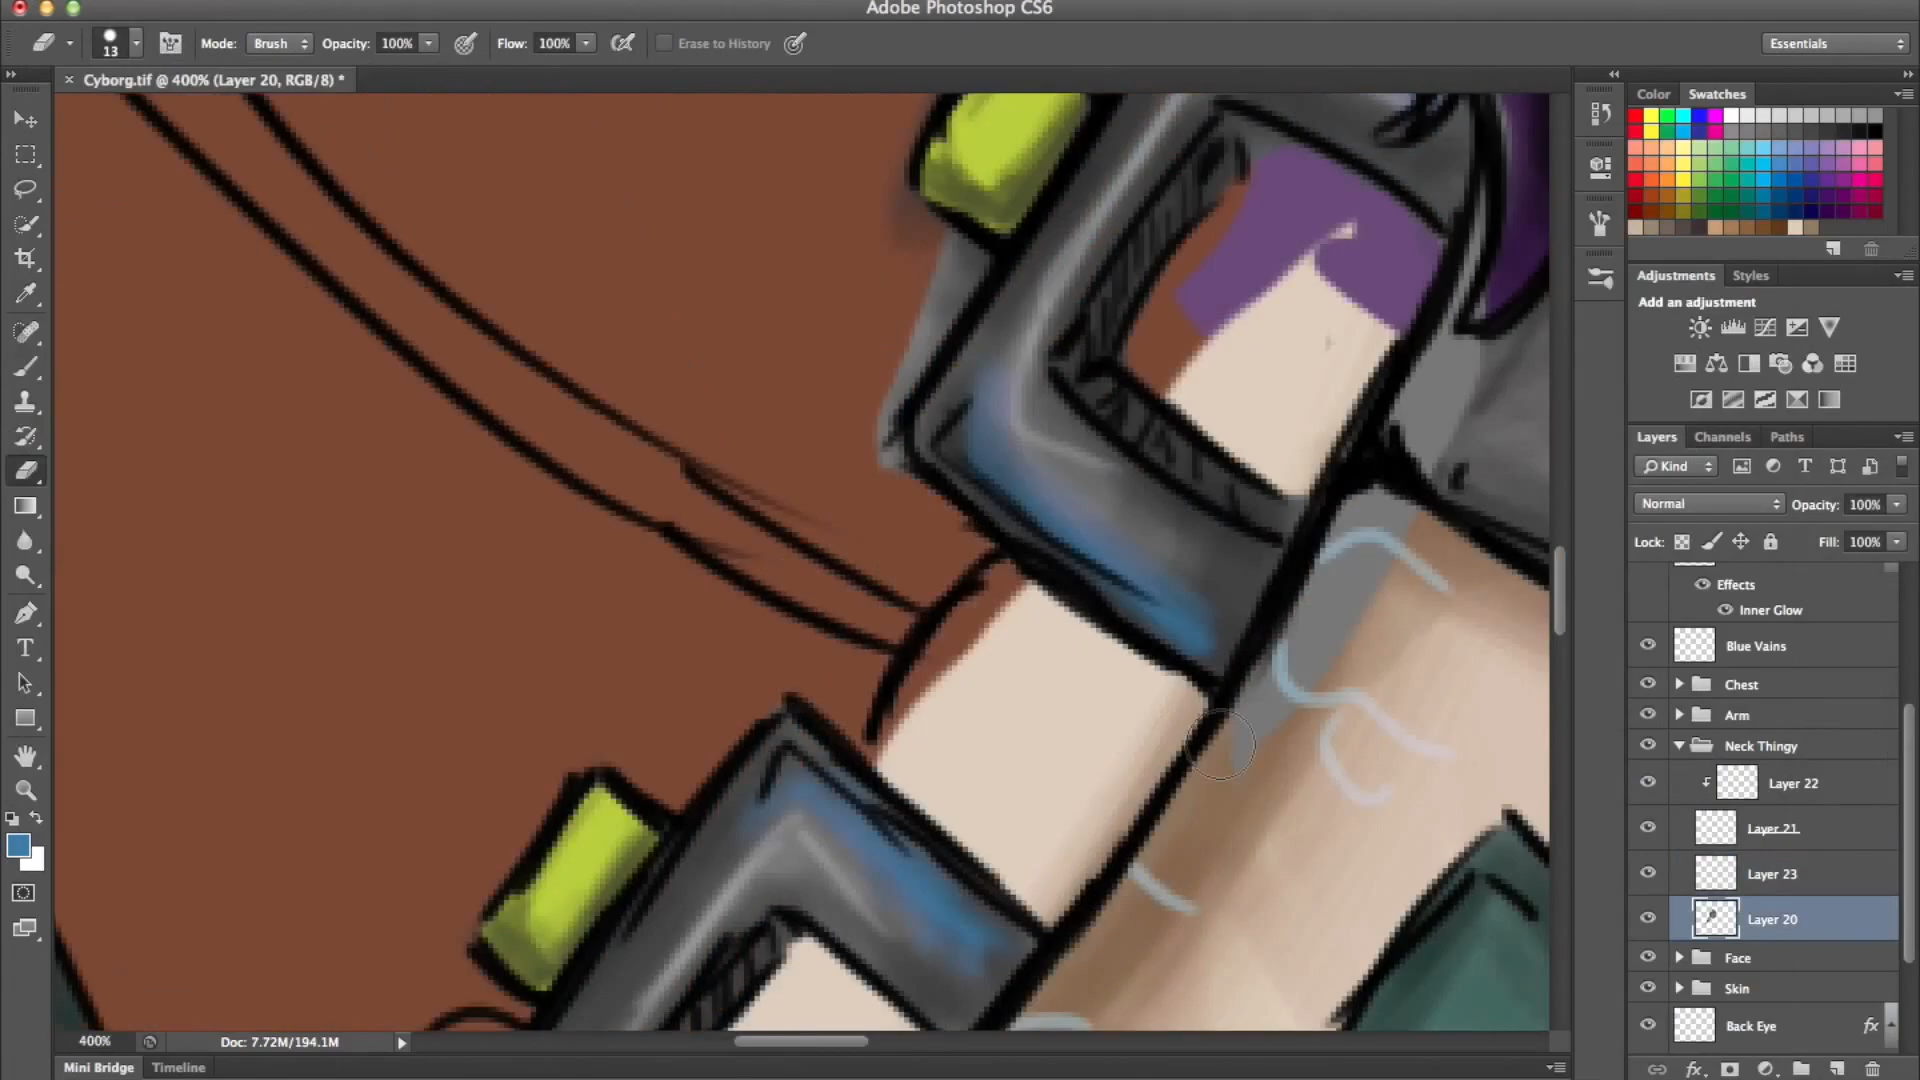 Adobe Photoshop CS6
13 Mode: Brush Opacity: 100% Flow: 100% Erase to History Essentials
× Cyborg.tif @ 400% (Layer 20, RGB/8) *
Color Swatches
Adjustments Styles
Add an adjustment
Layers Channels Paths
Kind T
Normal Opacity: 100%
Lock: Fill: 100%
Effects
Inner Glow
Blue Vains
Chest
Arm
Neck Thingy
Layer 22
Layer 21
Layer 23
Layer 20
Face
Skin
Back Eye fx
T
400% Doc: 7.72M/194.1M
fx
Mini Bridge Timeline